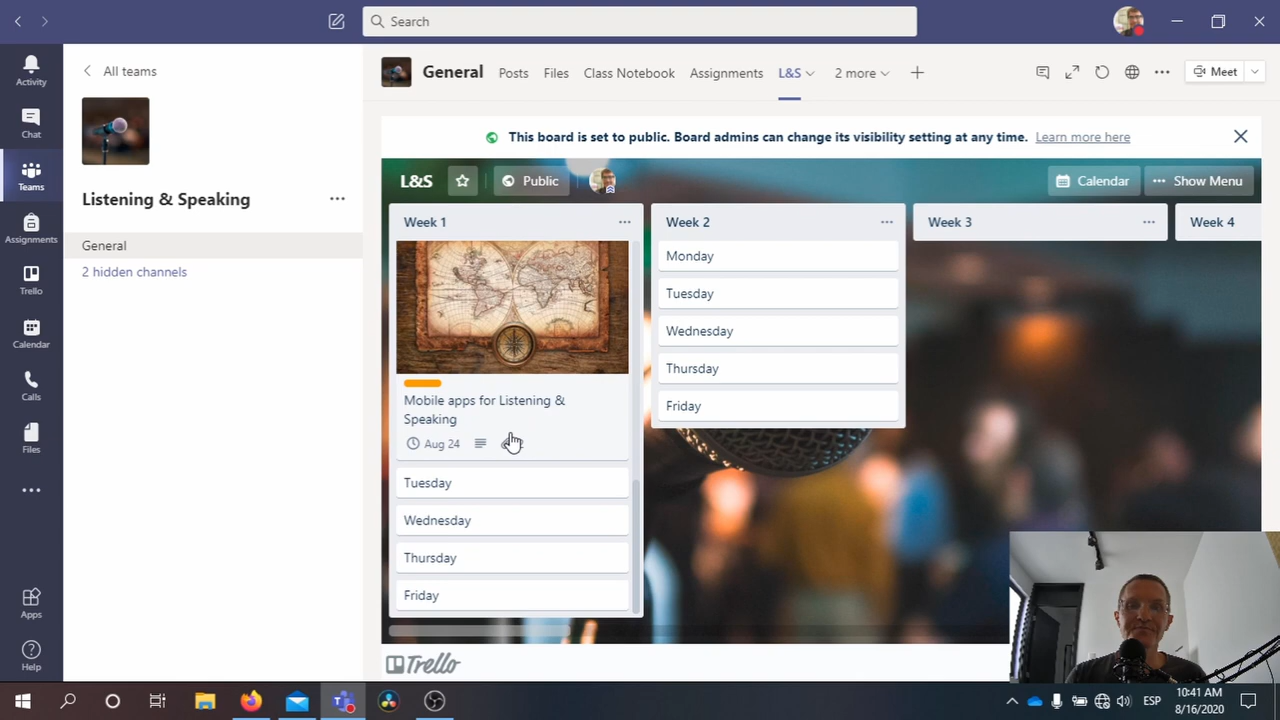 Search
Activity
Chat
Teams
Assignments
Trello
Calendar
Calls
Files
Apps
Help
All teams
Listening & Speaking
General
2 hidden channels
General
Posts
Files
Class Notebook
Assignments
L&S
2 more
Meet
This board is set to public. Board admins can change its visibility setting at any time. Learn more here
L&S
Public
Calendar
Show Menu
Week 1
Mobile apps for Listening &
Speaking
Aug 24
Tuesday
Wednesday
Thursday
Friday
Week 2
Monday
Tuesday
Wednesday
Thursday
Friday
Week 3
Week 4
Trello
ESP
10:41 AM
8/16/2020